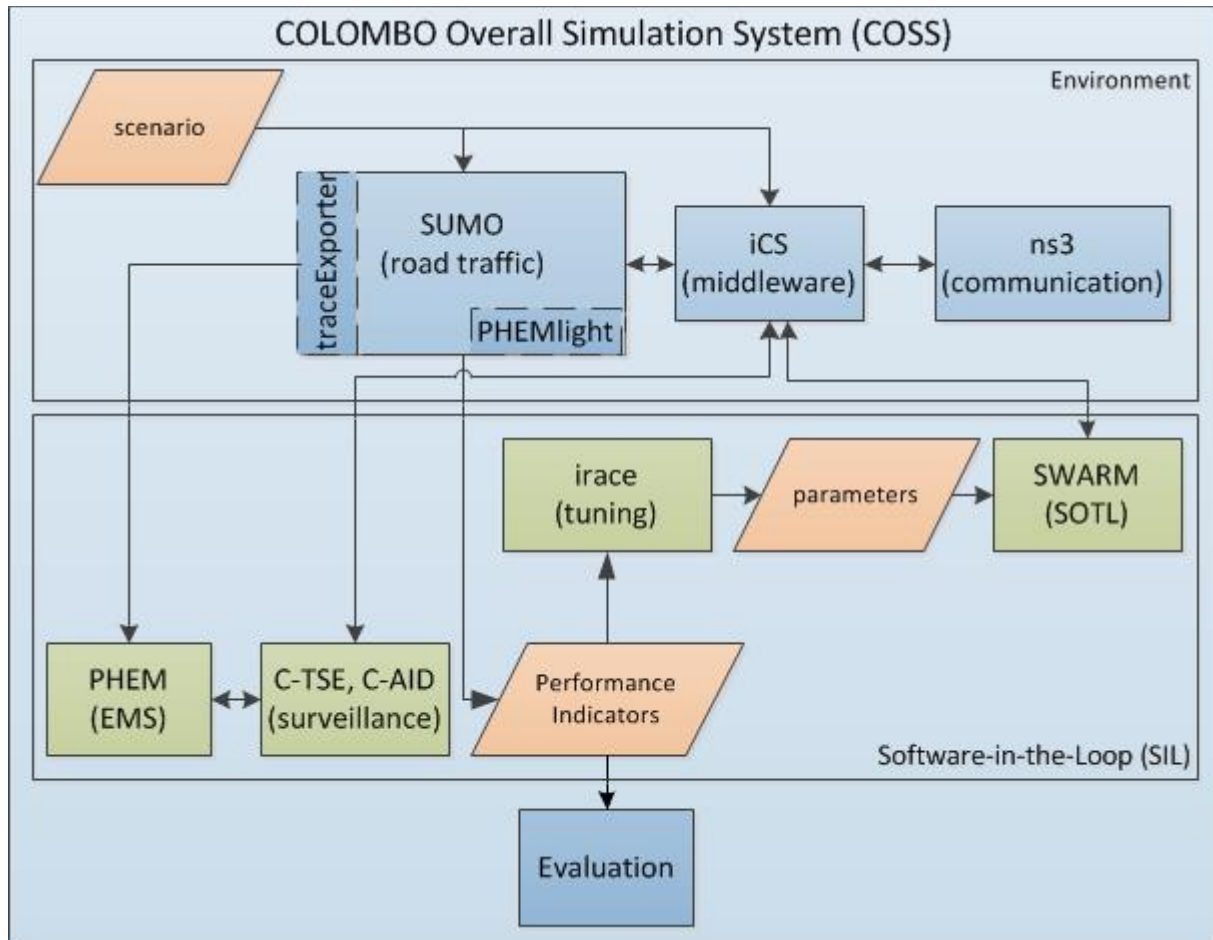 COLOMBO Overall Simulation System (COSS)
Environment
scenario
traceExporter
SUMO
(road traffic)
PHEMlight
iCS
(middleware)
ns3
(communication)
irace
(tuning)
parameters
SWARM
(SOTL)
PHEM
(EMS)
C-TSE, C-AID
(surveillance)
Performance
Indicators
Software-in-the-Loop (SIL)
Evaluation